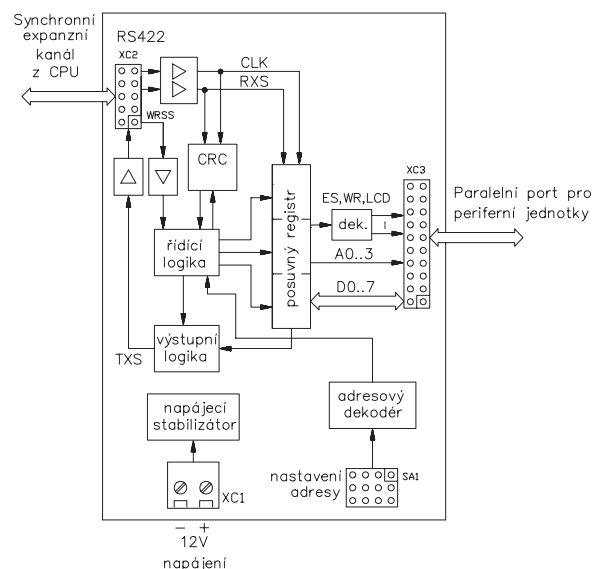 Synchronní
expanzní
kanál
z CPU
RS422
XC2
CLK
RXS
WRSS
CRC
XC3
ES,WR,LCD
dek.
A0..3
D0..7
Paralelní port pro
periferní jednotky
posuvný registr
řídící
logika
výstupní
logika
TXS
napájecí
stabilizátor
adresový
dekodér
nastavení
adresy
SA1
XC1
- +
12V
napájení